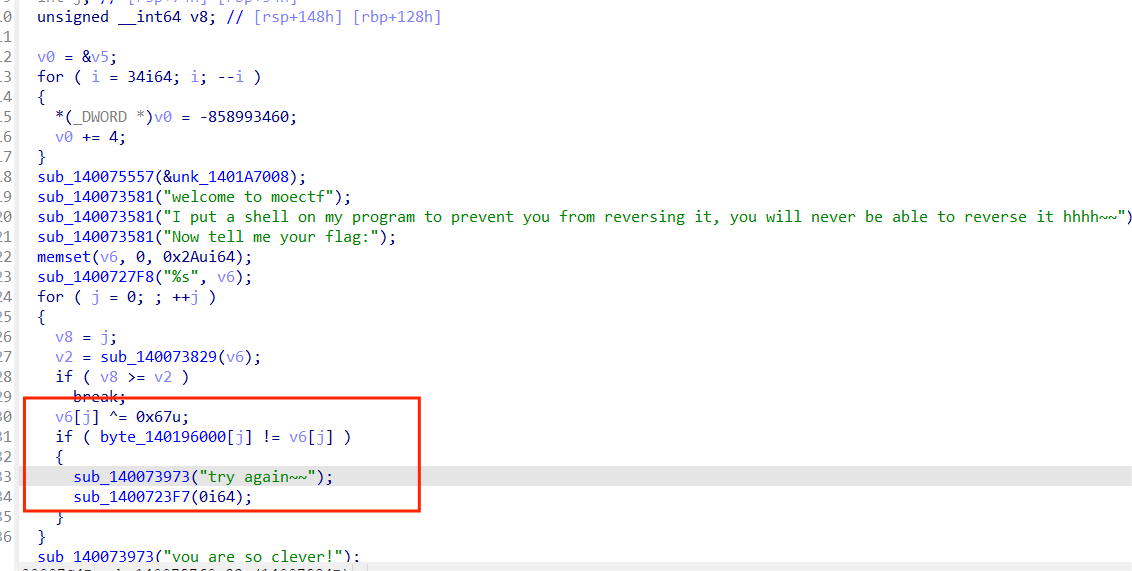 10 unsigned __int64 v8; // [rsp+148h] [rbp+128h]
11
12 v0 = &v5;
13 for ( i = 34i64; i; --i )
14 {
15 *(_DWORD *)v0 = -858993460;
16 v0 += 4;
17 }
18 sub_140075557(&unk_1401A7008);
19 sub_140073581("welcome to moectf");
20 sub_140073581("I put a shell on my program to prevent you from reversing it, you will never be able to reverse it hhhh~~")
21 sub_140073581("Now tell me your flag:");
22 memset(v6, 0, 0x2Aui64);
23 sub_1400727F8("%s", v6);
24 for ( j = 0; ; ++j )
25 {
26 v8 = j;
27 v2 = sub_140073829(v6);
28 if ( v8 >= v2 )
29 break;
30 v6[j] ^= 0x67u;
31 if ( byte_140196000[j] != v6[j] )
32 {
33 sub_140073973("try again~~");
34 sub_1400723F7(0i64);
35 }
36 }
sub_140073973("you are so clever!");